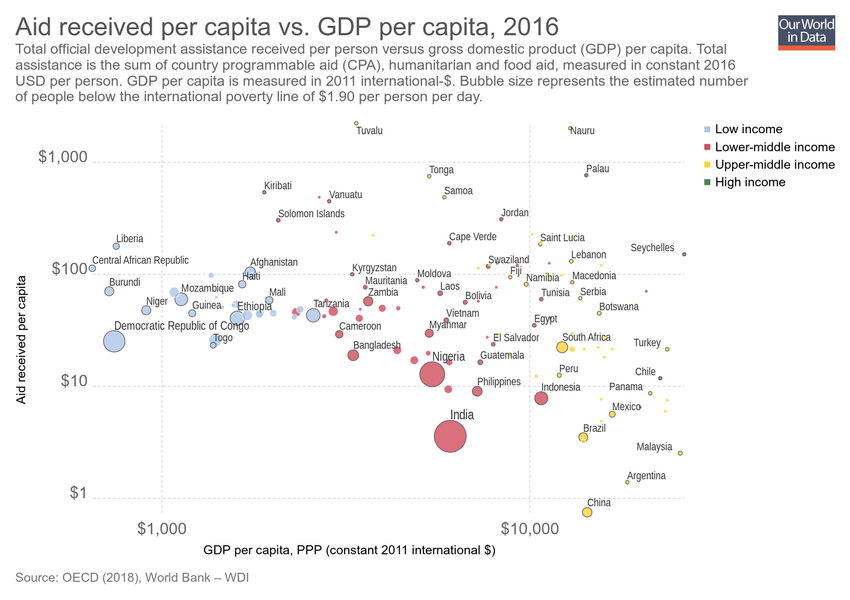 Aid received per capita vs. GDP per capita, 2016
Our World
in Data
Total official development assistance received per person versus gross domestic product (GDP) per capita. Total
assistance is the sum of country programmable aid (CPA), humanitarian and food aid, measured in constant 2016
USD per person. GDP per capita is measured in 2011 international-$. Bubble size represents the estimated number
of people below the international poverty line of $1.90 per person per day.
Low income
Lower-middle income
Upper-middle income
High income
Tuvalu
Nauru
$1,000
Tonga
Palau
Kiribati
Samoa
Vanuatu
Solomon Islands
Jordan
Liberia
Cape Verde
Saint Lucia
Seychelles
Central African Republic
Afghanistan
Swaziland
Lebanon
$100
Haiti
Kyrgyzstan
Moldova
Fiji
Namibia
Macedonia
Burundi
Mozambique
Mali
Mauritania
Zambia
Laos
Bolivia
Tunisia
Serbia
Niger
Guinea
Ethiopia
Tanzania
Vietnam
Botswana
Democratic Republic of Congo
Cameroon
Myanmar
Egypt
Togo
Bangladesh
El Salvador
South Africa
Turkey
Nigeria
Guatemala
Peru
Chile
$10
Philippines
Indonesia
Panama
Mexico
India
Brazil
Malaysia
Argentina
$1
China
Aid received per capita
$1,000
$10,000
GDP per capita, PPP (constant 2011 international $)
Source: OECD (2018), World Bank – WDI